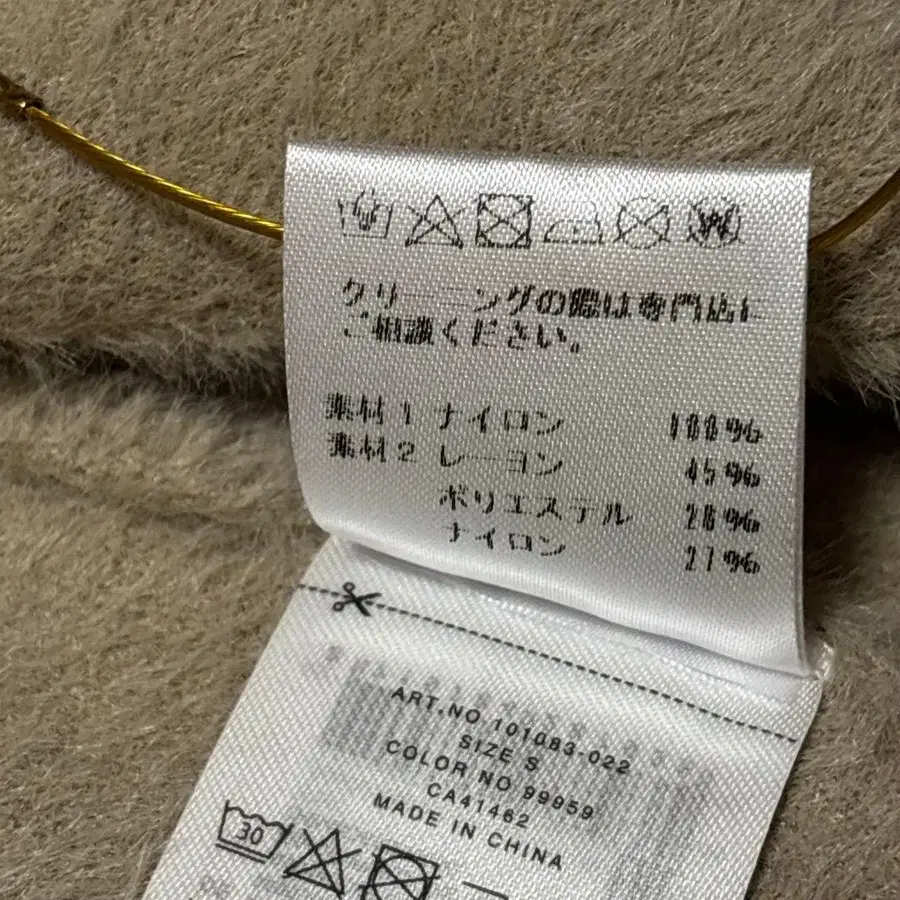 クリーニングの際は専門店に
ご相談ください。
素材1 ナイロン 100%
素材2 レーヨン 45%
ポリエステル 28%
ナイロン 27%
ART.NO 101083-022
SIZE S
COLOR NO 99959
CA41462
MADE IN CHINA
30